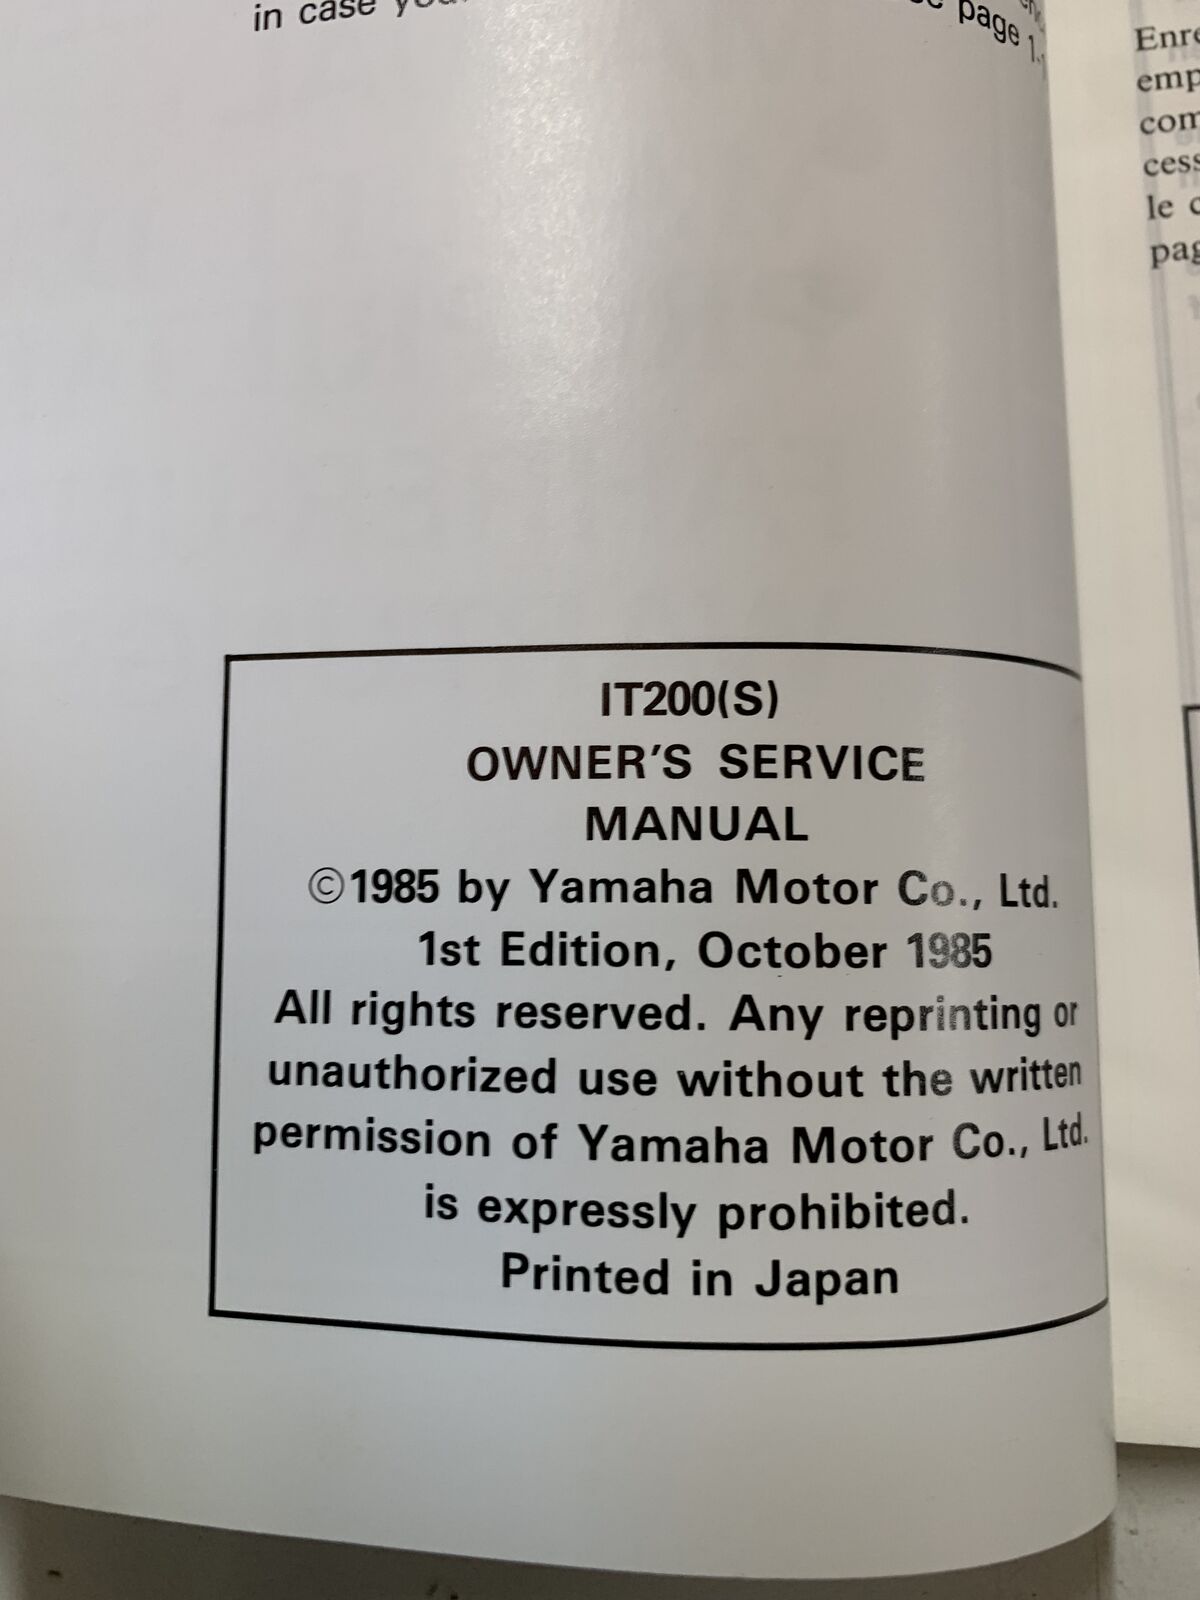 in case
page 1.
IT200(S)
OWNER'S SERVICE
MANUAL
©1985 by Yamaha Motor Co., Ltd.
1st Edition, October 1985
All rights reserved. Any reprinting or
unauthorized use without the written
permission of Yamaha Motor Co., Ltd.
is expressly prohibited.
Printed in Japan
le